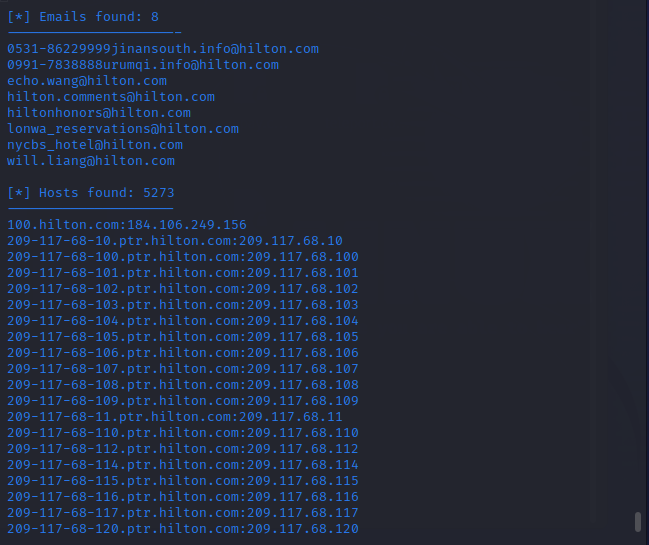 [*] Emails found: 8
----------------------
0531-86229999jinansouth.info@hilton.com
0991-7838888urumqi.info@hilton.com
echo.wang@hilton.com
hilton.comments@hilton.com
hiltonhonors@hilton.com
lonwa_reservations@hilton.com
nycbs_hotel@hilton.com
will.liang@hilton.com
[*] Hosts found: 5273
---------------------
100.hilton.com:184.106.249.156
209-117-68-10.ptr.hilton.com:209.117.68.10
209-117-68-100.ptr.hilton.com:209.117.68.100
209-117-68-101.ptr.hilton.com:209.117.68.101
209-117-68-102.ptr.hilton.com:209.117.68.102
209-117-68-103.ptr.hilton.com:209.117.68.103
209-117-68-104.ptr.hilton.com:209.117.68.104
209-117-68-105.ptr.hilton.com:209.117.68.105
209-117-68-106.ptr.hilton.com:209.117.68.106
209-117-68-107.ptr.hilton.com:209.117.68.107
209-117-68-108.ptr.hilton.com:209.117.68.108
209-117-68-109.ptr.hilton.com:209.117.68.109
209-117-68-11.ptr.hilton.com:209.117.68.11
209-117-68-110.ptr.hilton.com:209.117.68.110
209-117-68-112.ptr.hilton.com:209.117.68.112
209-117-68-114.ptr.hilton.com:209.117.68.114
209-117-68-115.ptr.hilton.com:209.117.68.115
209-117-68-116.ptr.hilton.com:209.117.68.116
209-117-68-117.ptr.hilton.com:209.117.68.117
209-117-68-120.ptr.hilton.com:209.117.68.120